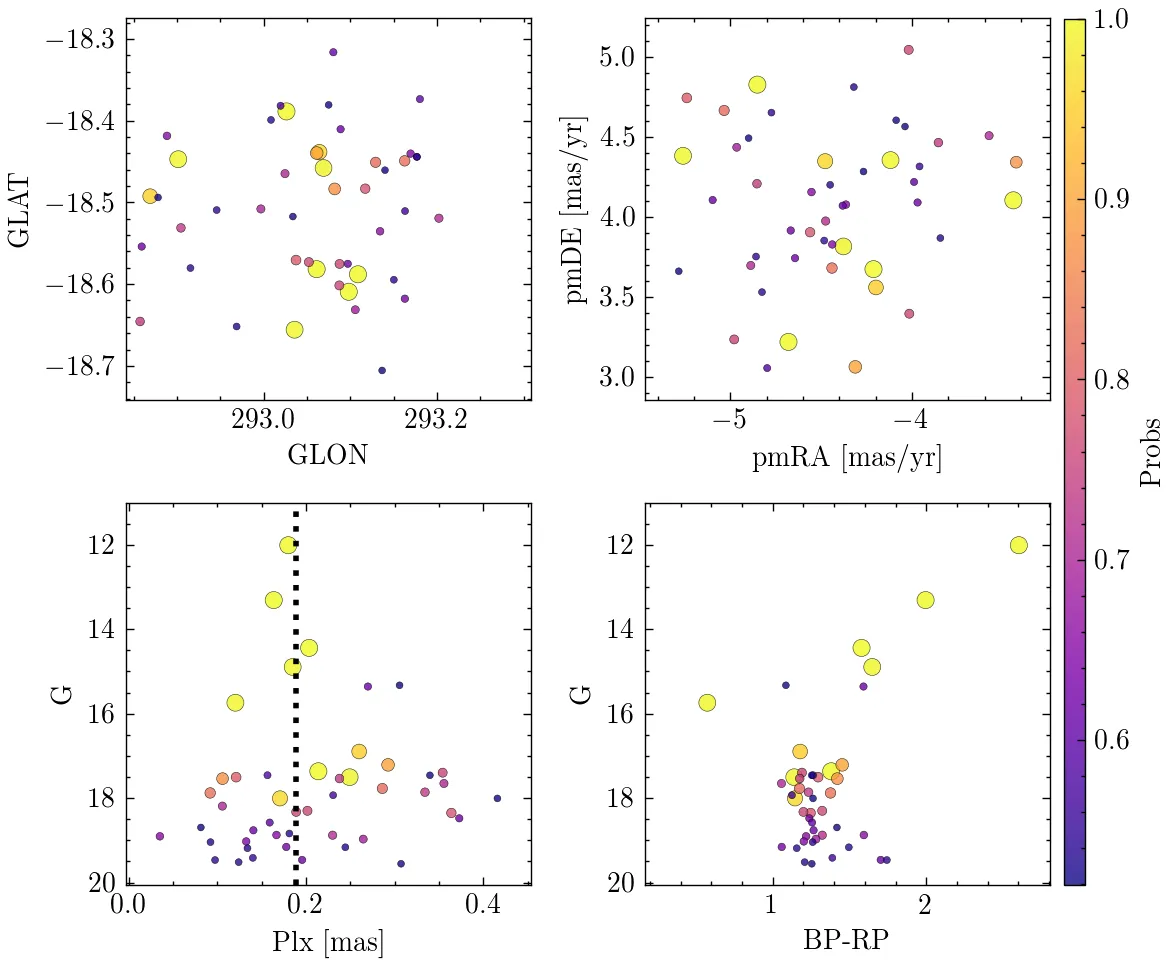 −18.3
−18.4
−18.5
−18.6
−18.7
GLAT
293.0 293.2
GLON
5.0
4.5
4.0
3.5
3.0
pmDE [mas/yr]
−5 −4
pmRA [mas/yr]
12
14
16
18
20
G
0.0 0.2 0.4
Plx [mas]
12
14
16
18
20
G
1 2
BP-RP
1.0
0.9
0.8
0.7
0.6
Probs